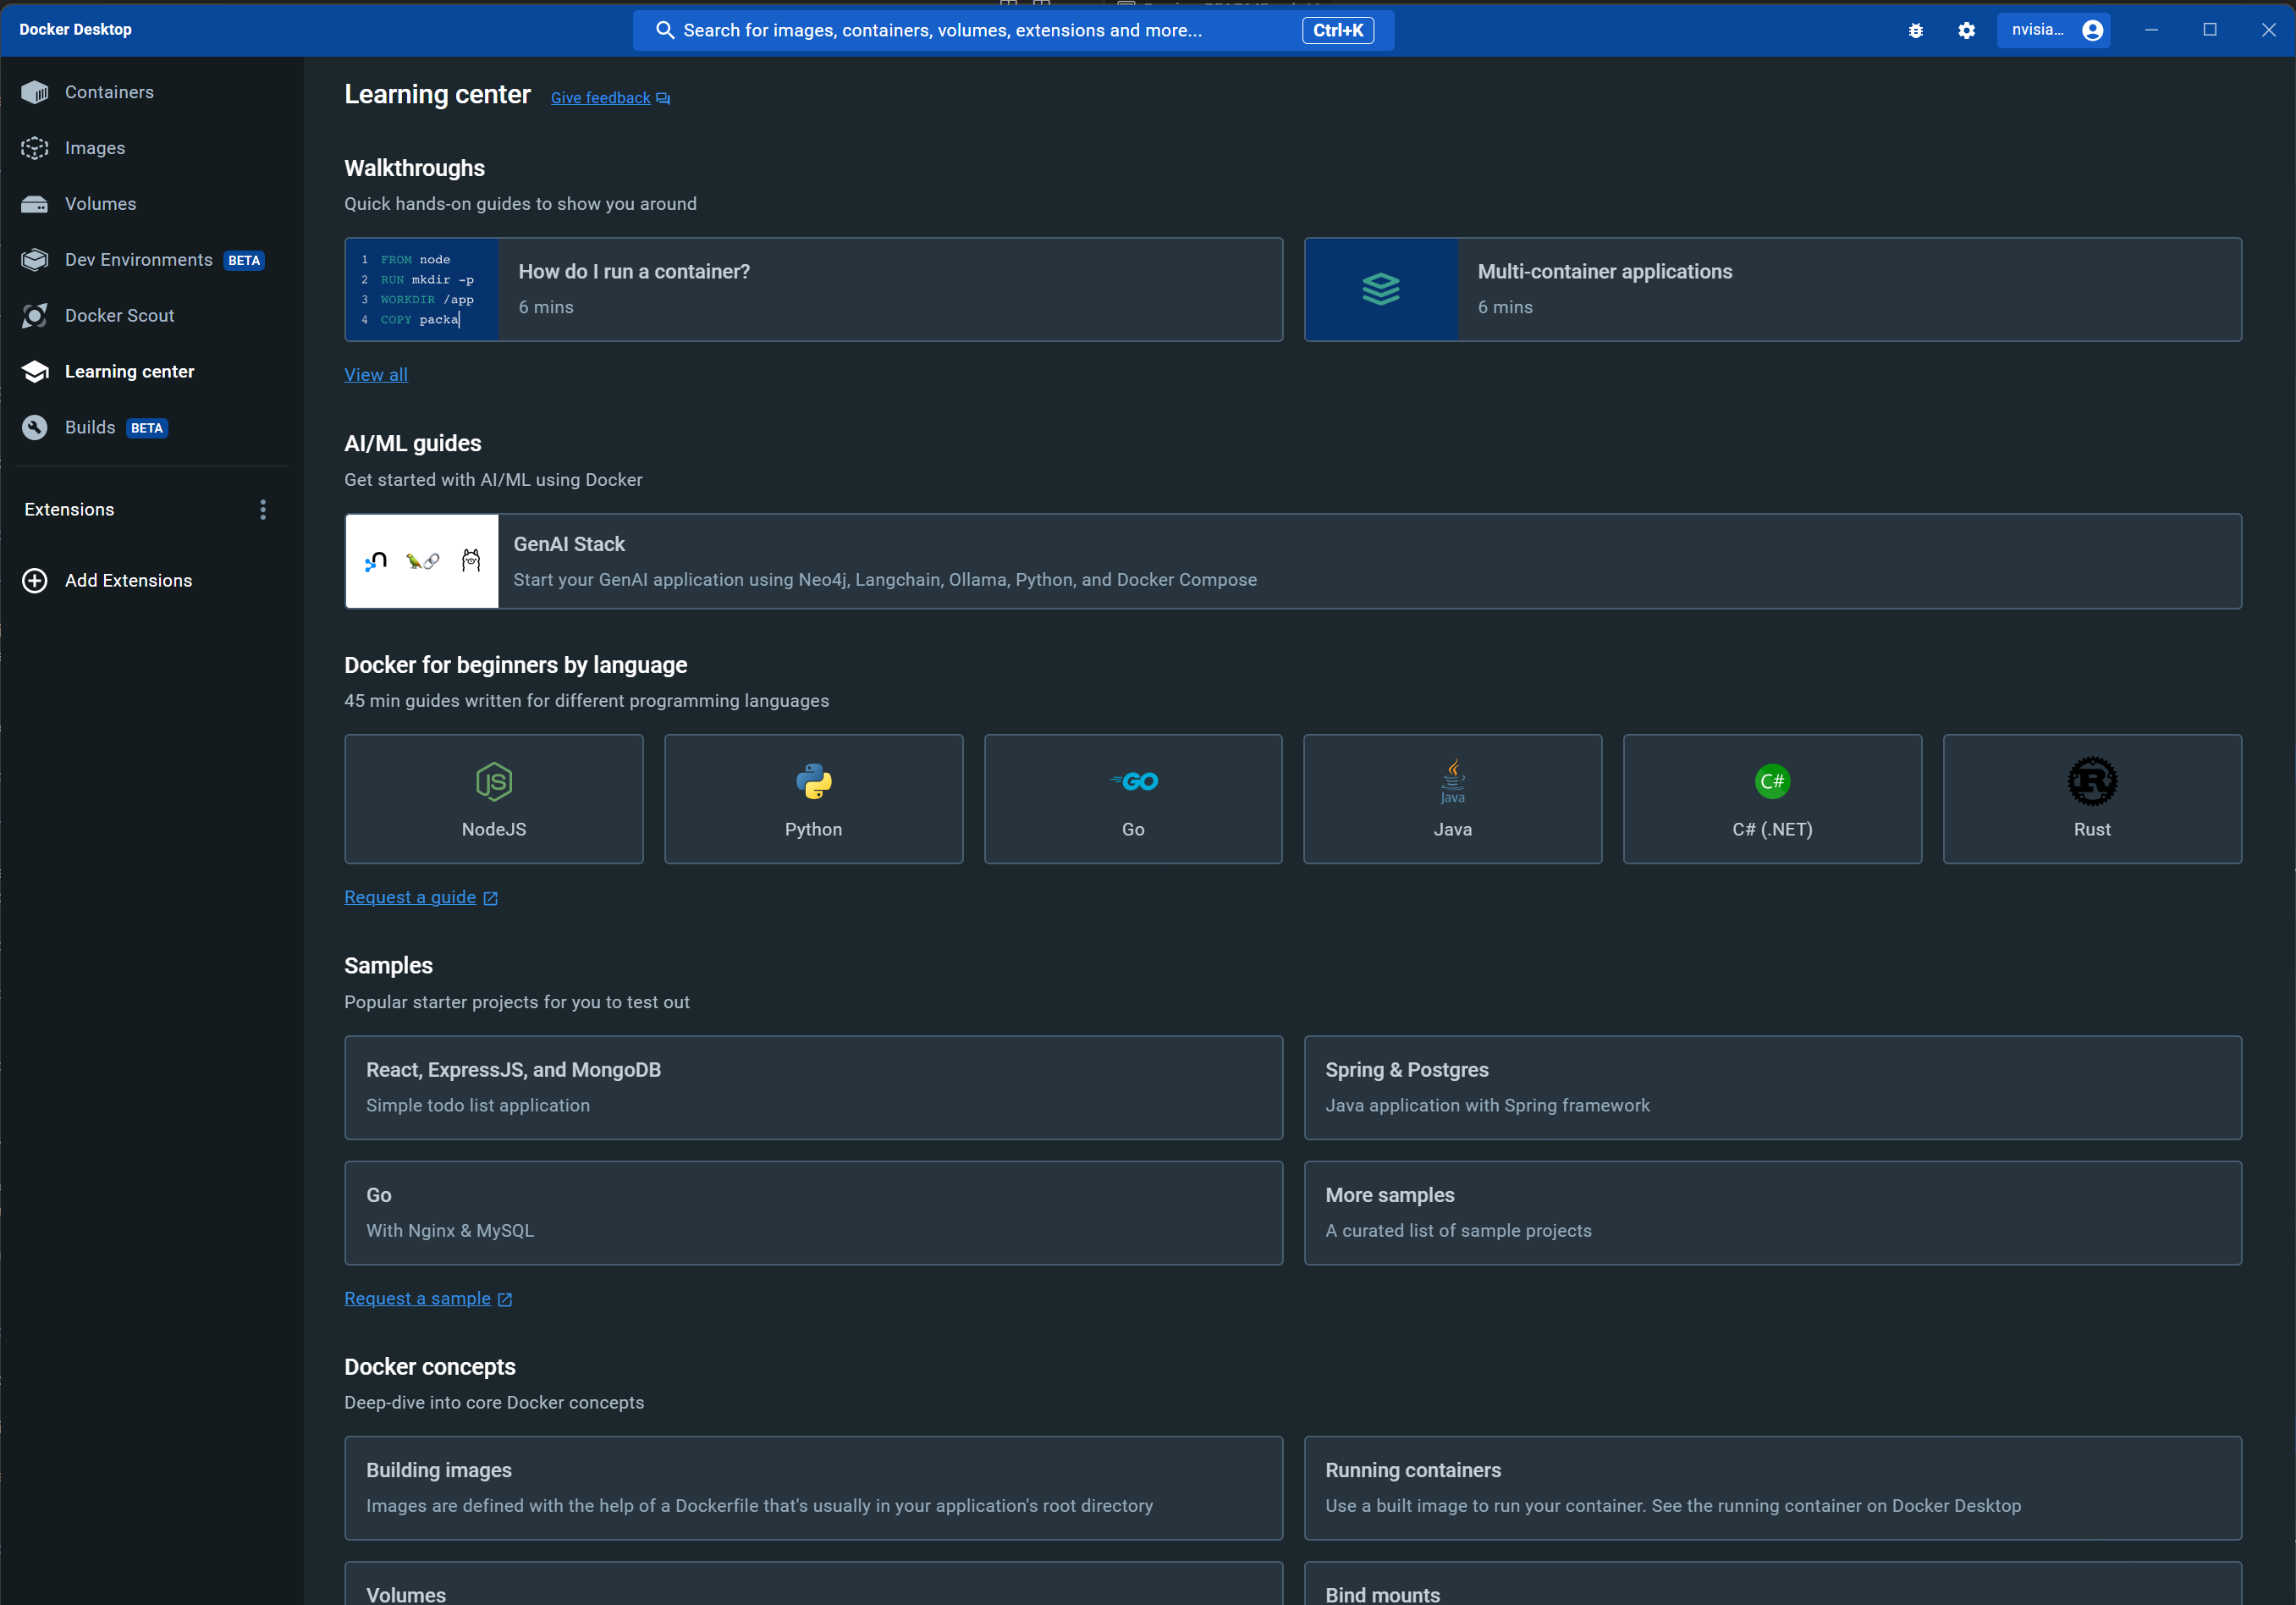 Docker Desktop
Search for images, containers, volumes, extensions and more...
Ctrl+K
nvisia...
Containers
Images
Volumes
Dev Environments BETA
Docker Scout
Learning center
Builds BETA
Extensions
Add Extensions
Learning center Give feedback
Walkthroughs
Quick hands-on guides to show you around
1 FROM node
2 RUN mkdir -p
3 WORKDIR /app
4 COPY packa
How do I run a container?
6 mins
Multi-container applications
6 mins
View all
AI/ML guides
Get started with AI/ML using Docker
GenAI Stack
Start your GenAI application using Neo4j, Langchain, Ollama, Python, and Docker Compose
Docker for beginners by language
45 min guides written for different programming languages
JS
NodeJS
Python
GO
Go
Java
Java
C#
C# (.NET)
R
Rust
Request a guide
Samples
Popular starter projects for you to test out
React, ExpressJS, and MongoDB
Simple todo list application
Spring & Postgres
Java application with Spring framework
Go
With Nginx & MySQL
More samples
A curated list of sample projects
Request a sample
Docker concepts
Deep-dive into core Docker concepts
Building images
Images are defined with the help of a Dockerfile that's usually in your application's root directory
Running containers
Use a built image to run your container. See the running container on Docker Desktop
Volumes
Bind mounts